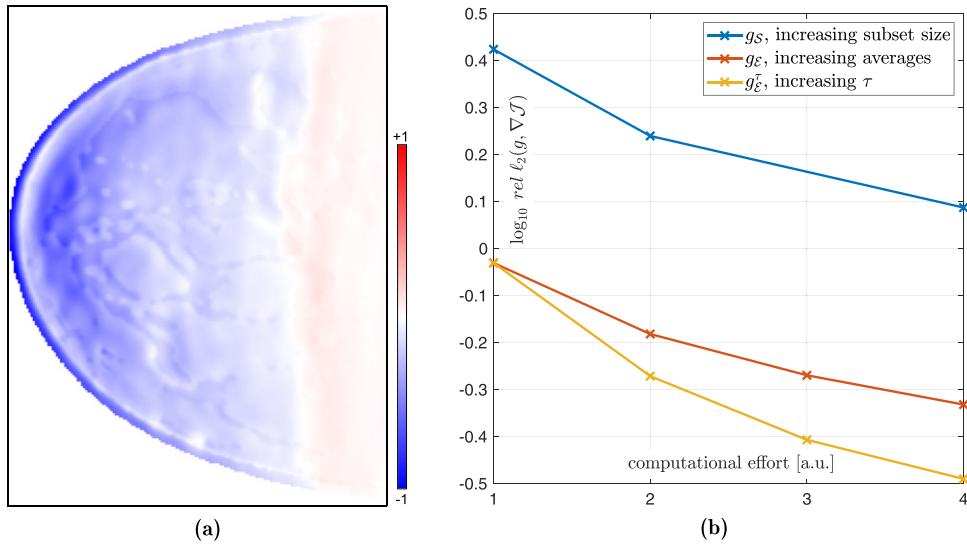 +1
-1
(a)
0.5
0.4
0.3
0.2
0.1
0
-0.1
-0.2
-0.3
-0.4
-0.5
log₁₀ rel ℓ₂(g, ∇𝒥)
g_𝒮, increasing subset size
g_ℰ, increasing averages
g_ℰ^τ, increasing τ
computational effort [a.u.]
1 2 3 4
(b)